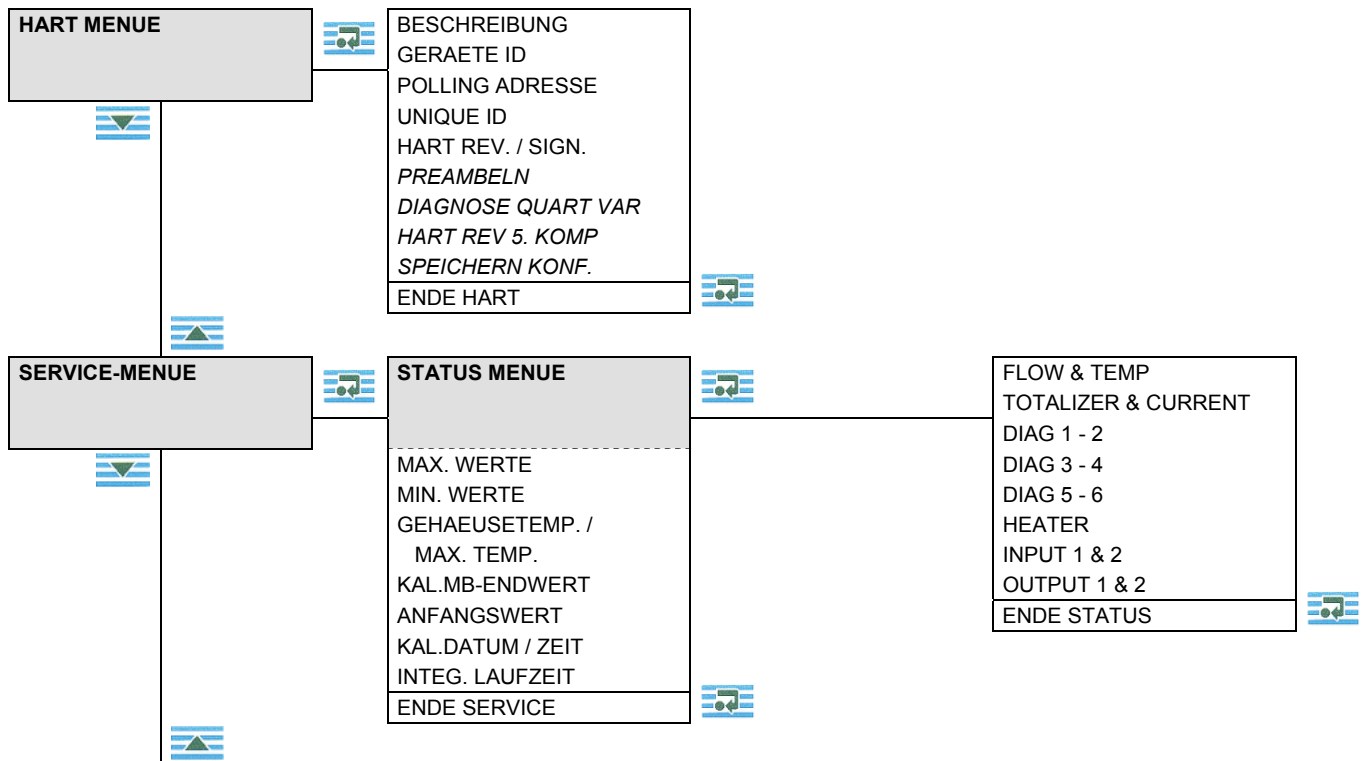 HART MENUE
BESCHREIBUNG
GERAETE ID
POLLING ADRESSE
UNIQUE ID
HART REV. / SIGN.
PREAMBELN
DIAGNOSE QUART VAR
HART REV 5. KOMP
SPEICHERN KONF.
ENDE HART
SERVICE-MENUE
STATUS MENUE
MAX. WERTE
MIN. WERTE
GEHAEUSETEMP. /
MAX. TEMP.
KAL.MB-ENDWERT
ANFANGSWERT
KAL.DATUM / ZEIT
INTEG. LAUFZEIT
ENDE SERVICE
FLOW & TEMP
TOTALIZER & CURRENT
DIAG 1 - 2
DIAG 3 - 4
DIAG 5 - 6
HEATER
INPUT 1 & 2
OUTPUT 1 & 2
ENDE STATUS